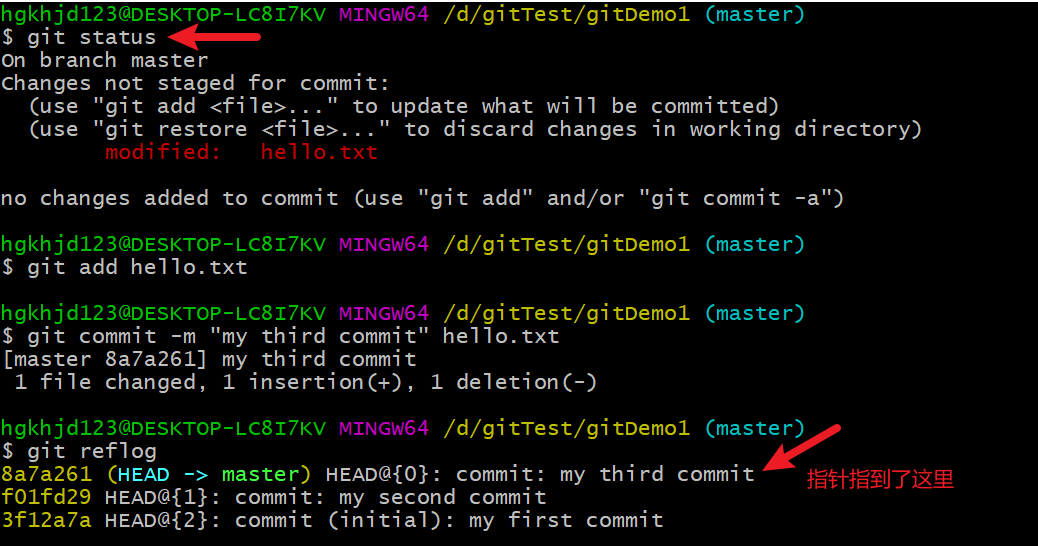 hgkhjd123@DESKTOP-LC8I7KV MINGW64 /d/gitTest/gitDemo1 (master)
$ git status
On branch master
Changes not staged for commit:
  (use "git add <file>..." to update what will be committed)
  (use "git restore <file>..." to discard changes in working directory)
        modified:   hello.txt

no changes added to commit (use "git add" and/or "git commit -a")

hgkhjd123@DESKTOP-LC8I7KV MINGW64 /d/gitTest/gitDemo1 (master)
$ git add hello.txt

hgkhjd123@DESKTOP-LC8I7KV MINGW64 /d/gitTest/gitDemo1 (master)
$ git commit -m "my third commit" hello.txt
[master 8a7a261] my third commit
 1 file changed, 1 insertion(+), 1 deletion(-)

hgkhjd123@DESKTOP-LC8I7KV MINGW64 /d/gitTest/gitDemo1 (master)
$ git reflog
8a7a261 (HEAD -> master) HEAD@{0}: commit: my third commit
指针指到了这里
f01fd29 HEAD@{1}: commit: my second commit
3f12a7a HEAD@{2}: commit (initial): my first commit